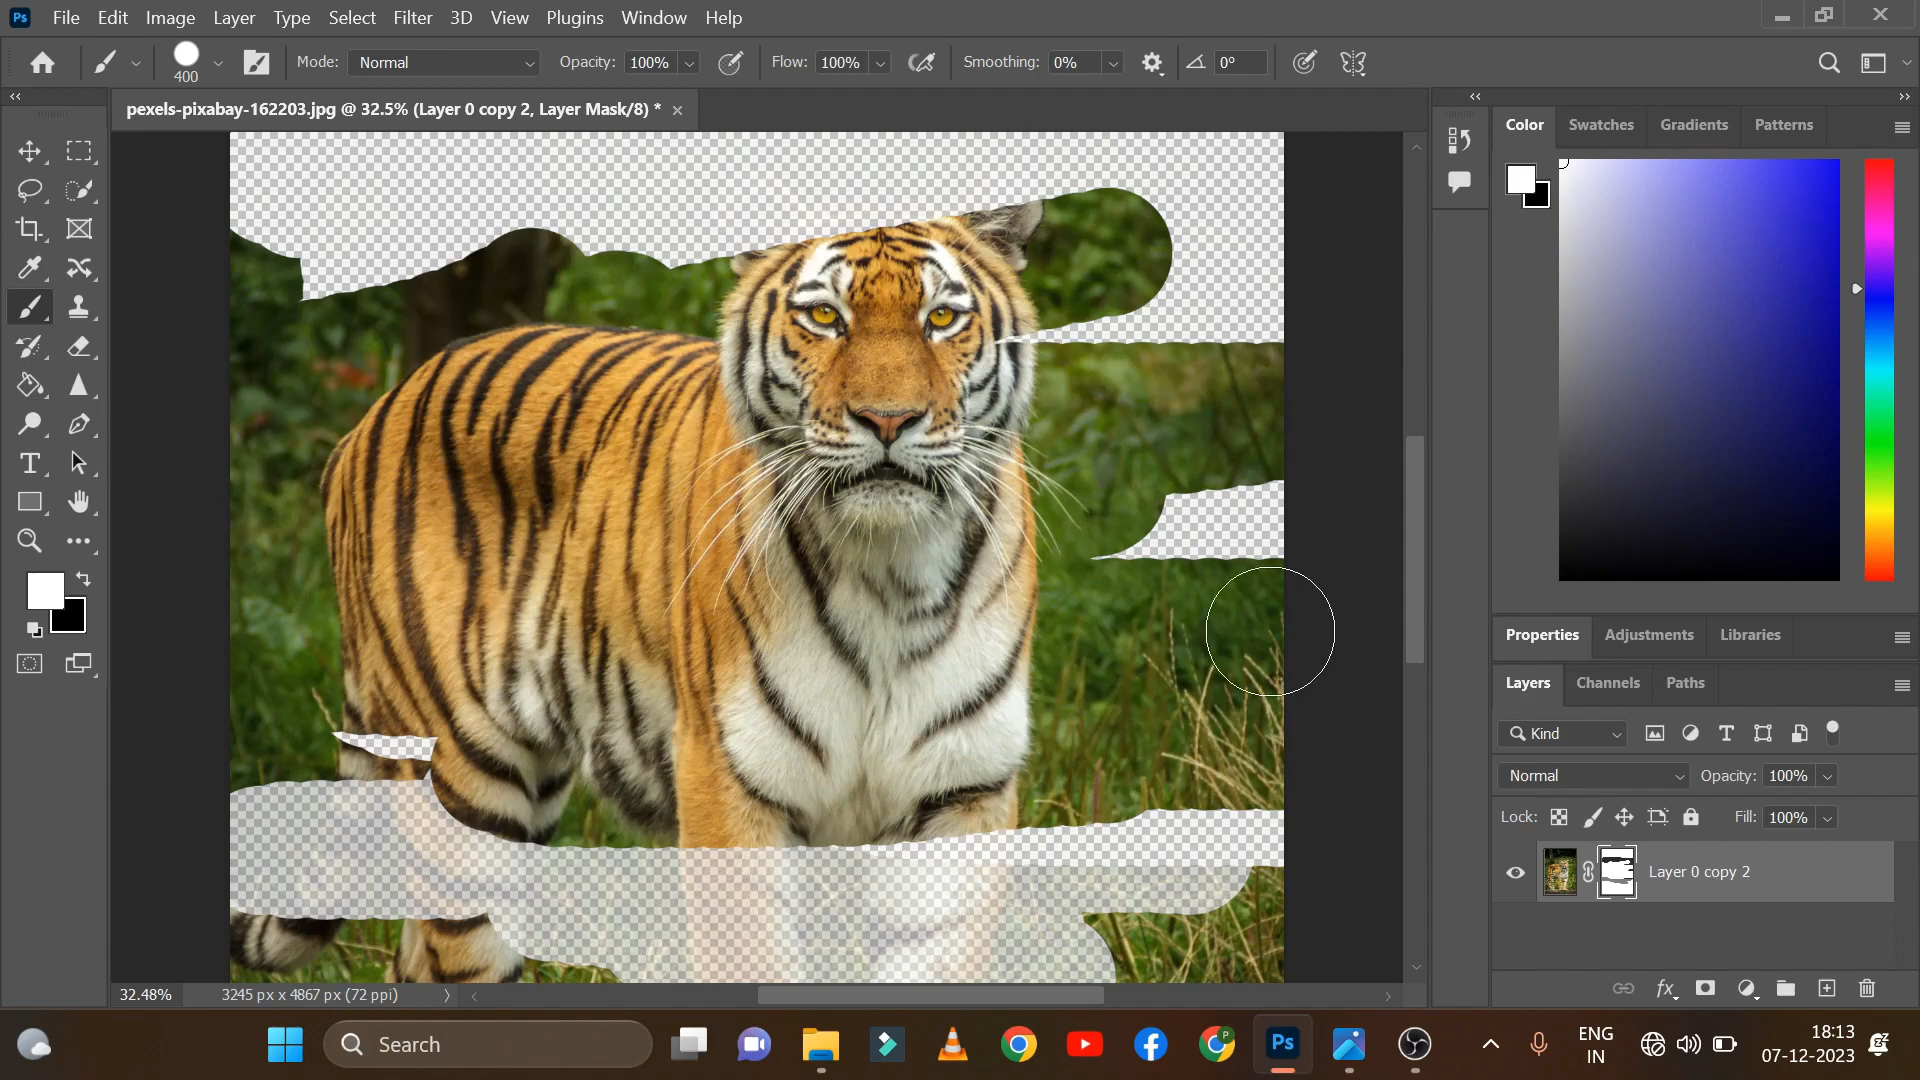 Ps File Edit Image Layer Type Select Filter 3D View Plugins Window Help
400 Mode: Normal Opacity: 100% Flow: 100% Smoothing: 0% 0°
pexels-pixabay-162203.jpg @ 32.5% (Layer 0 copy 2, Layer Mask/8) *
Color Swatches Gradients Patterns
Properties Adjustments Libraries
Layers Channels Paths
Kind
Normal Opacity: 100%
Lock: Fill: 100%
Layer 0 copy 2
fx
32.48% 3245 px x 4867 px (72 ppi)
Search
Ps
P
ENG
IN
18:13
07-12-2023